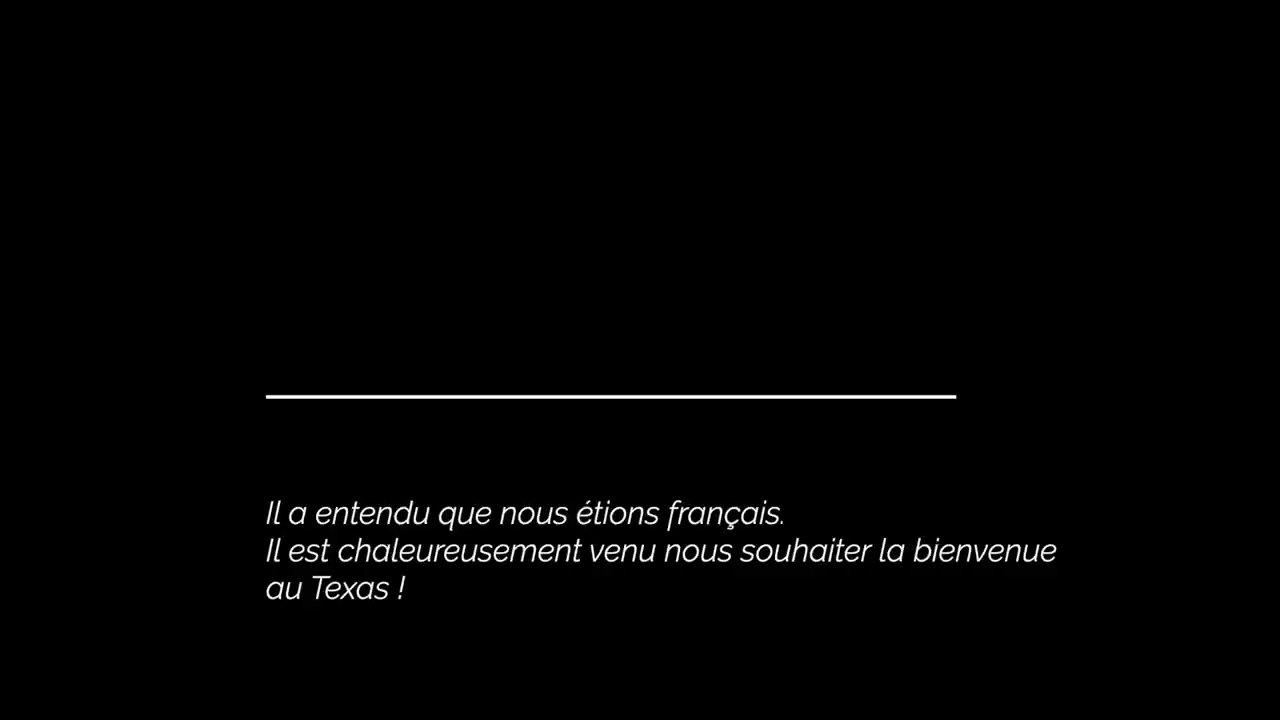 Il a entendu que nous étions français.
Il est chaleureusement venu nous souhaiter la bienvenue
au Texas !